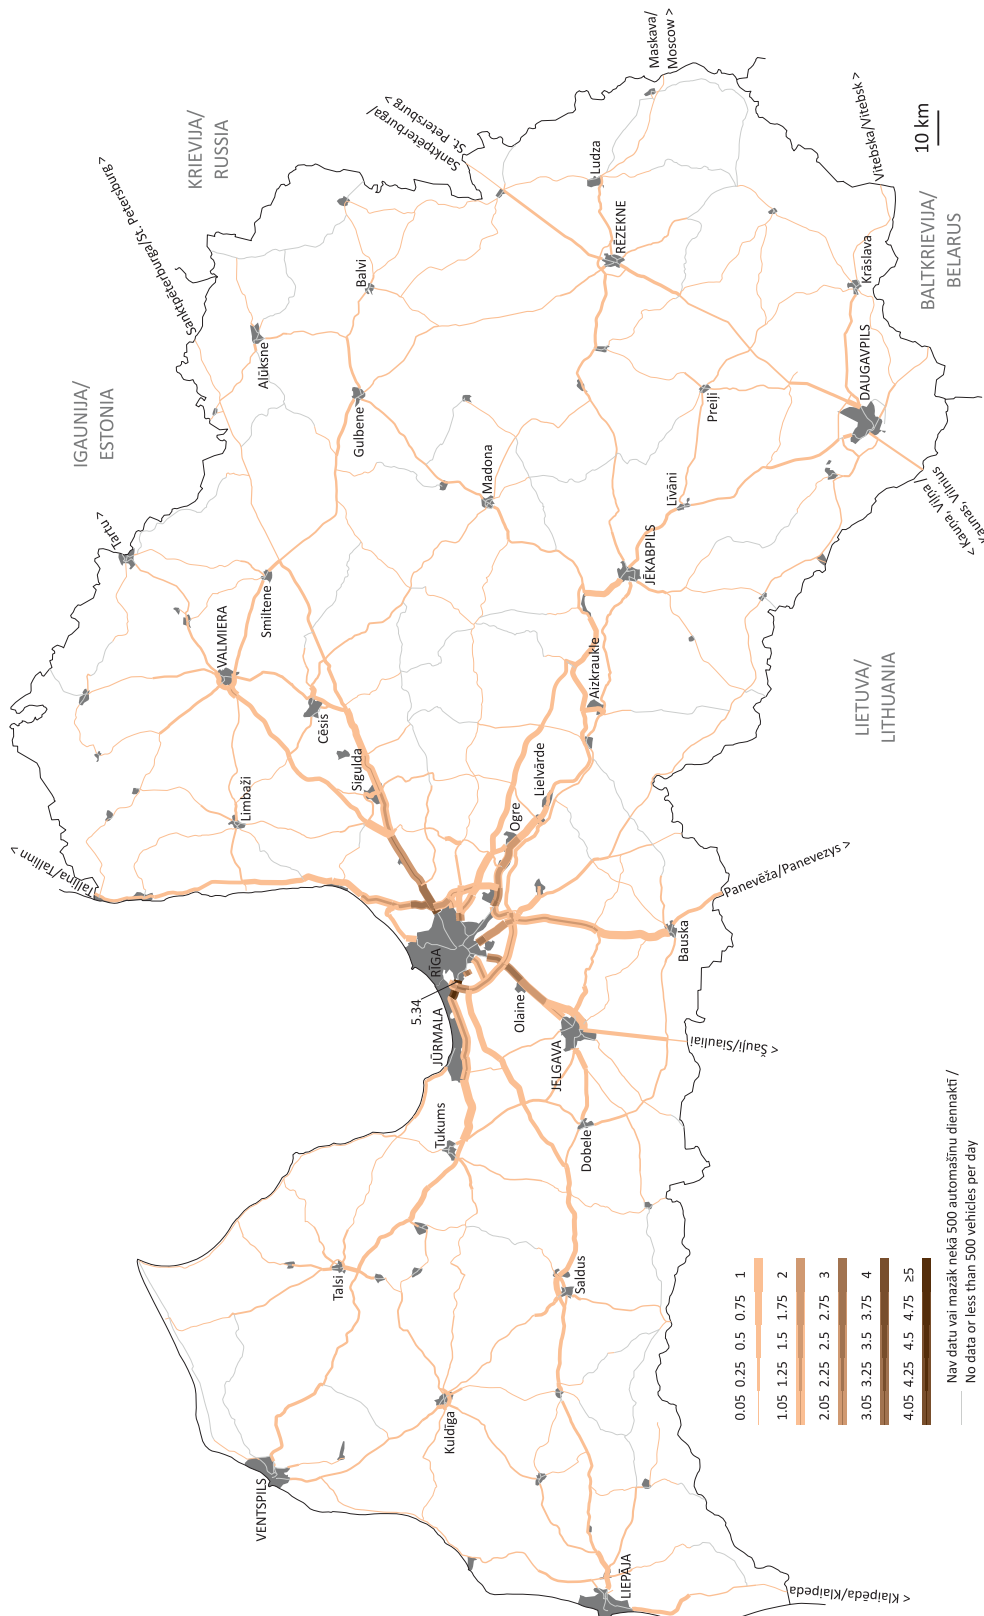 Maskava/
Moscow >
Sanktpēterburga/
St. Petersburg >
KRIEVIJA/
RUSSIA
Sanktpēterburga/St. Petersburg >
Vitebska/Vitebsk >
10 km
Ludza
RĒZEKNE
Balvi
Krāslava
BALTKRIEVIJA/
BELARUS
Alūksne
IGAUNIJA/
ESTONIA
DAUGAVPILS
Preiļi
Gulbene
Madona
Līvāni
< Kauņa, Viļņa
Kaunas, Vilnius
Tartu >
JĒKABPILS
Smiltene
VALMIERA
Aizkraukle
LIETUVA/
LITHUANIA
Cēsis
Sigulda
Lielvārde
Limbaži
Ogre
Tallina/Tallinn >
Panevēža/Panevezys >
Bauska
RĪGA
5.34
Olaine
JŪRMALA
JELGAVA
< Šauļi/Siauliai
Tukums
Dobele
Talsi
Saldus
Kuldīga
VENTSPILS
LIEPĀJA
< Klaipēda/Klaipeda
0.05 0.25 0.5 0.75 1
1.05 1.25 1.5 1.75 2
2.05 2.25 2.5 2.75 3
3.05 3.25 3.5 3.75 4
4.05 4.25 4.5 4.75 ≥5
Nav datu vai mazāk nekā 500 automašīnu diennaktī /
No data or less than 500 vehicles per day